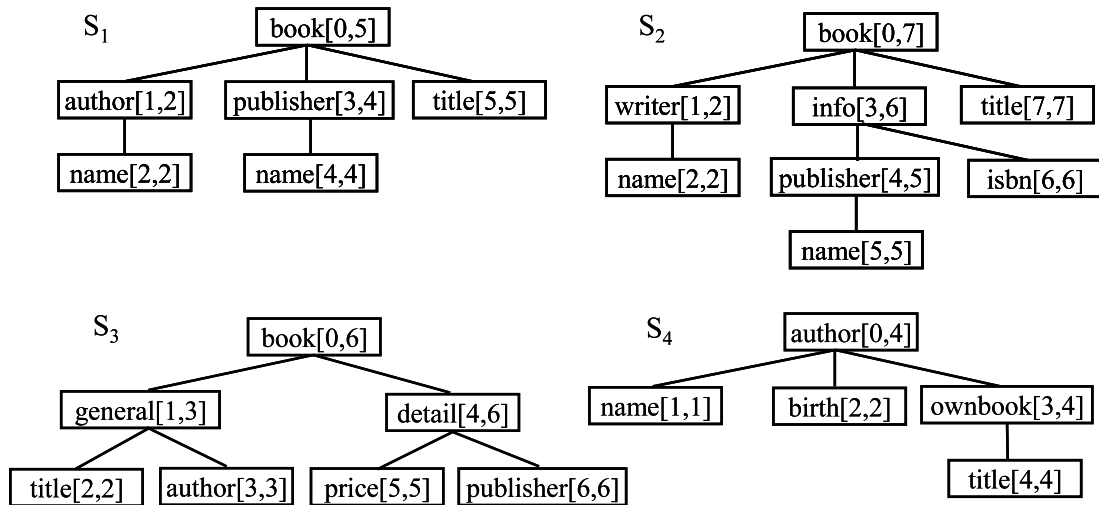 S1
book[0,5]
author[1,2] publisher[3,4] title[5,5]
name[2,2] name[4,4]
S2
book[0,7]
writer[1,2] info[3,6] title[7,7]
name[2,2] publisher[4,5] isbn[6,6]
name[5,5]
S3
book[0,6]
general[1,3] detail[4,6]
title[2,2] author[3,3] price[5,5] publisher[6,6]
S4
author[0,4]
name[1,1] birth[2,2] ownbook[3,4]
title[4,4]